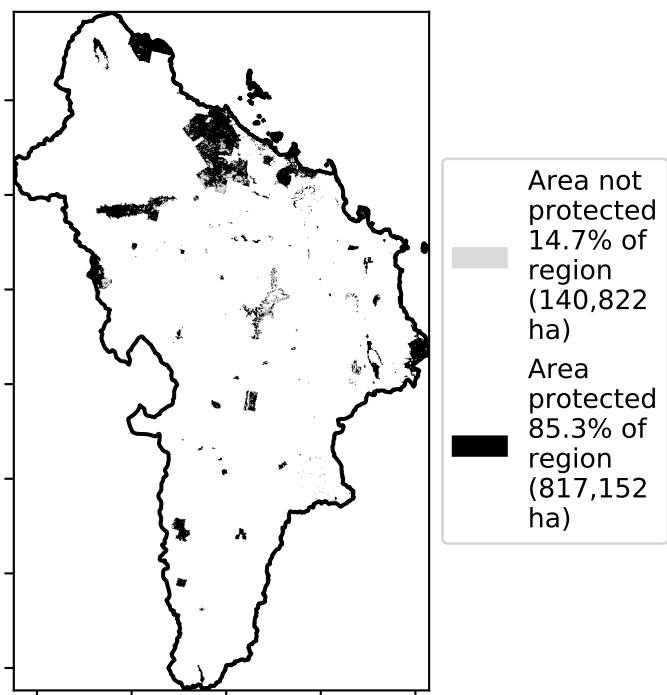 Area not
protected
14.7% of
region
(140,822
ha)
Area
protected
85.3% of
region
(817,152
ha)